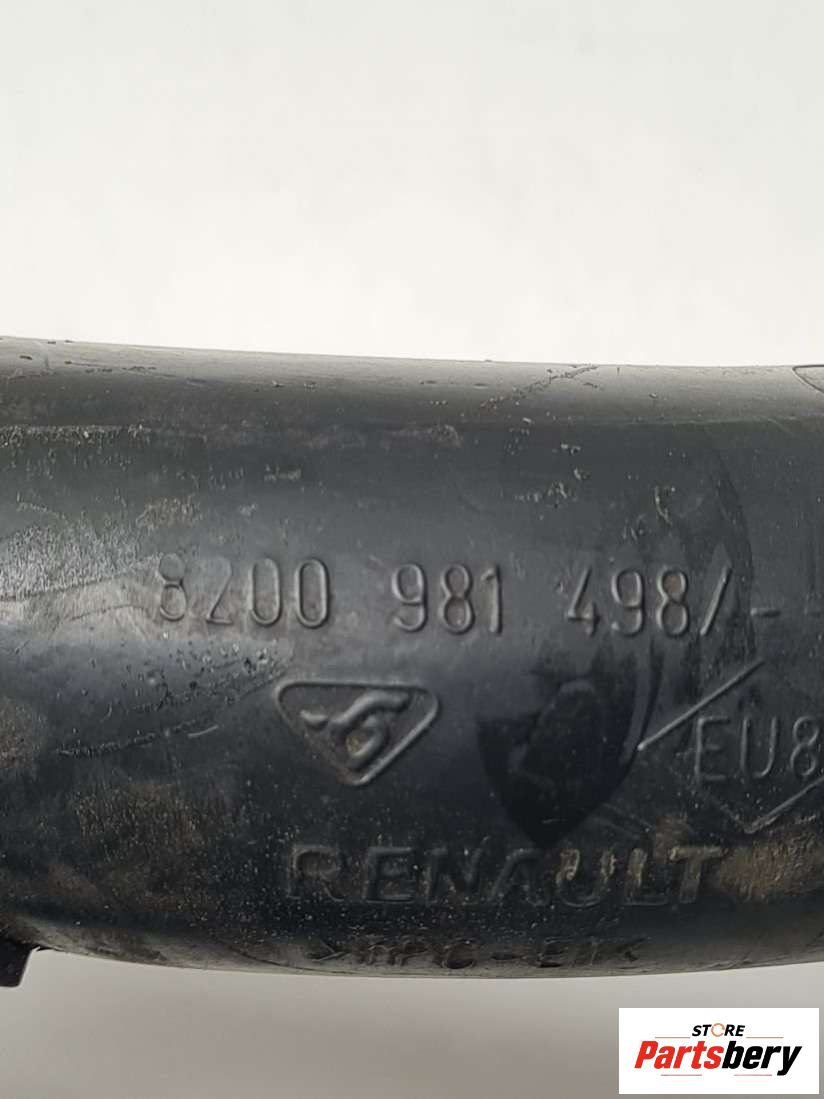 8200 981 498/--
EU8
RENAULT
STORE
Partsbery